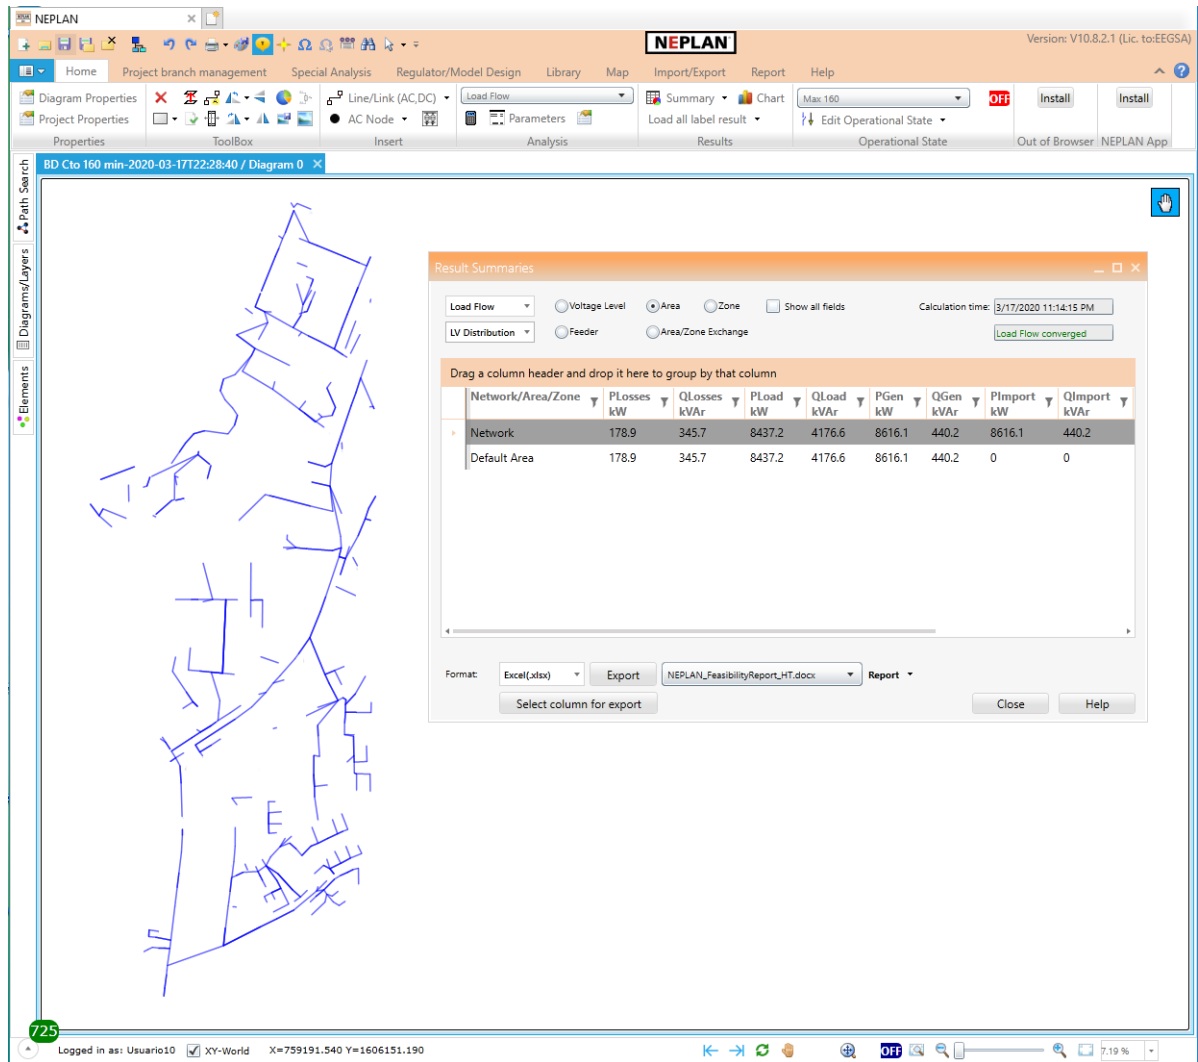 NEPLAN
NEPLAN
Version: V10.8.2.1 (Lic. to:EEGSA)
Home Project branch management Special Analysis Regulator/Model Design Library Map Import/Export Report Help
Diagram Properties Line/Link (AC,DC) Load Flow Summary Chart Max 160 OFF Install Install
Project Properties AC Node Parameters Load all label result Edit Operational State
Properties ToolBox Insert Analysis Results Operational State Out of Browser NEPLAN App
Path Search
Diagrams/Layers
Elements
BD Cto 160 min-2020-03-17T22:28:40 / Diagram 0
Result Summaries
Load Flow Voltage Level Area Zone Show all fields Calculation time: 3/17/2020 11:14:15 PM
LV Distribution Feeder Area/Zone Exchange Load Flow converged
Drag a column header and drop it here to group by that column
Network/Area/Zone PLosses QLosses PLoad QLoad PGen QGen PImport QImport
kW kVAr kW kVAr kW kVAr kW kVAr
Network 178.9 345.7 8437.2 4176.6 8616.1 440.2 8616.1 440.2
Default Area 178.9 345.7 8437.2 4176.6 8616.1 440.2 0 0
Format: Excel(.xlsx) Export NEPLAN_FeasibilityReport_HT.docx Report
Select column for export Close Help
725
Logged in as: Usuario10 XY-World X=759191.540 Y=1606151.190 OFF 7.19 %